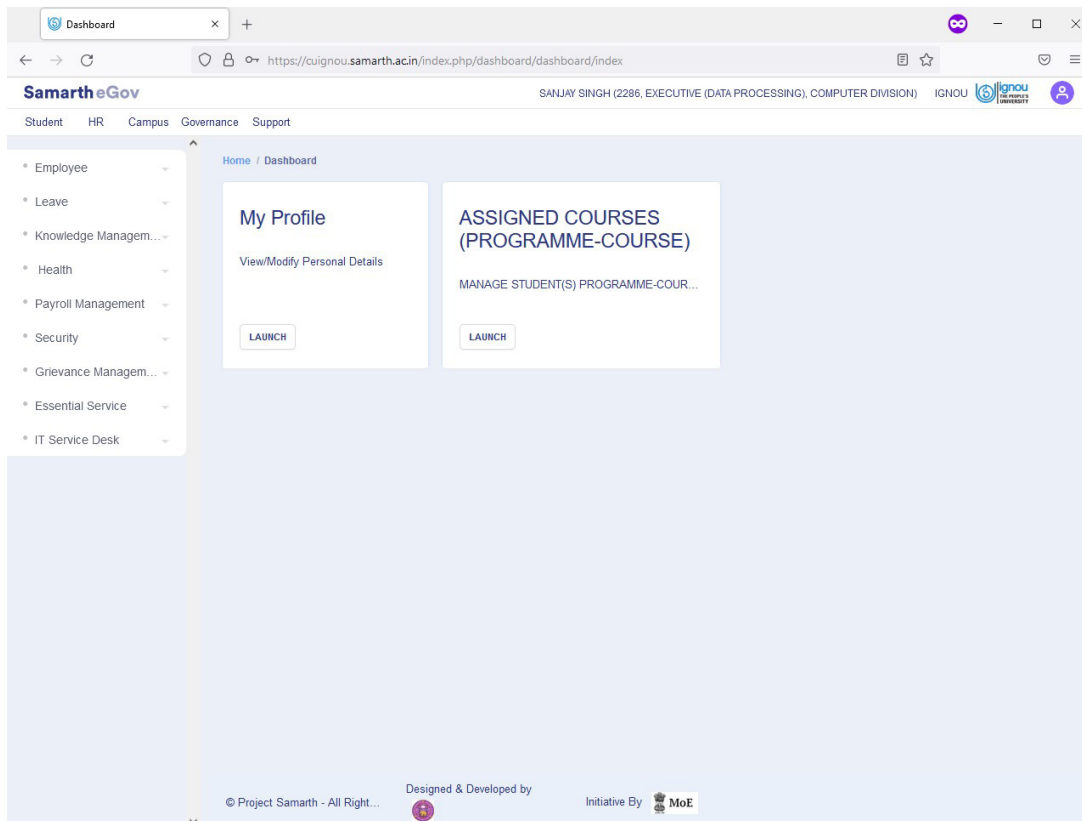 Dashboard
https://cuignou.samarth.ac.in/index.php/dashboard/dashboard/index
SamartheGov
SANJAY SINGH (2286, EXECUTIVE (DATA PROCESSING), COMPUTER DIVISION) IGNOU ignou THE PEOPLE'S UNIVERSITY
Student HR Campus Governance Support
Employee
Leave
Knowledge Managem...
Health
Payroll Management
Security
Grievance Managem...
Essential Service
IT Service Desk
Home / Dashboard
My Profile
View/Modify Personal Details
LAUNCH
ASSIGNED COURSES
(PROGRAMME-COURSE)
MANAGE STUDENT(S) PROGRAMME-COUR...
LAUNCH
© Project Samarth - All Right...
Designed & Developed by
Initiative By MoE